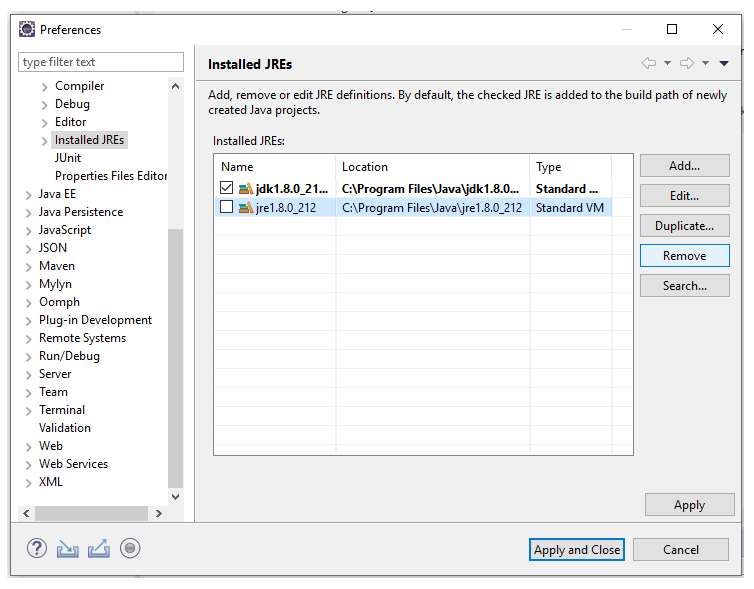 Preferences
type filter text
Compiler
Debug
Editor
Installed JREs
JUnit
Properties Files Editor
Java EE
Java Persistence
JavaScript
JSON
Maven
Mylyn
Oomph
Plug-in Development
Remote Systems
Run/Debug
Server
Team
Terminal
Validation
Web
Web Services
XML
Installed JREs
Add, remove or edit JRE definitions. By default, the checked JRE is added to the build path of newly
created Java projects.
Installed JREs:
Name Location Type
jdk1.8.0_21... C:\Program Files\Java\jdk1.8.0... Standard ...
jre1.8.0_212 C:\Program Files\Java\jre1.8.0_212 Standard VM
Add...
Edit...
Duplicate...
Remove
Search...
Apply
?
Apply and Close Cancel